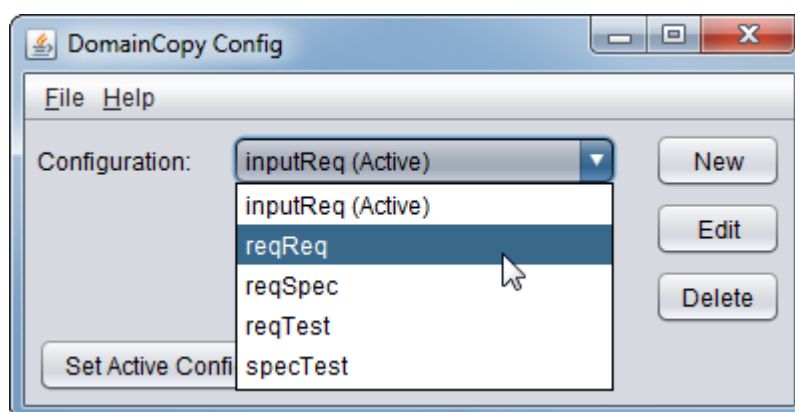 DomainCopy Config
File Help
Configuration:
inputReq (Active)
New
inputReq (Active)
reqReq
Edit
reqSpec
Delete
reqTest
Set Active Confi
specTest